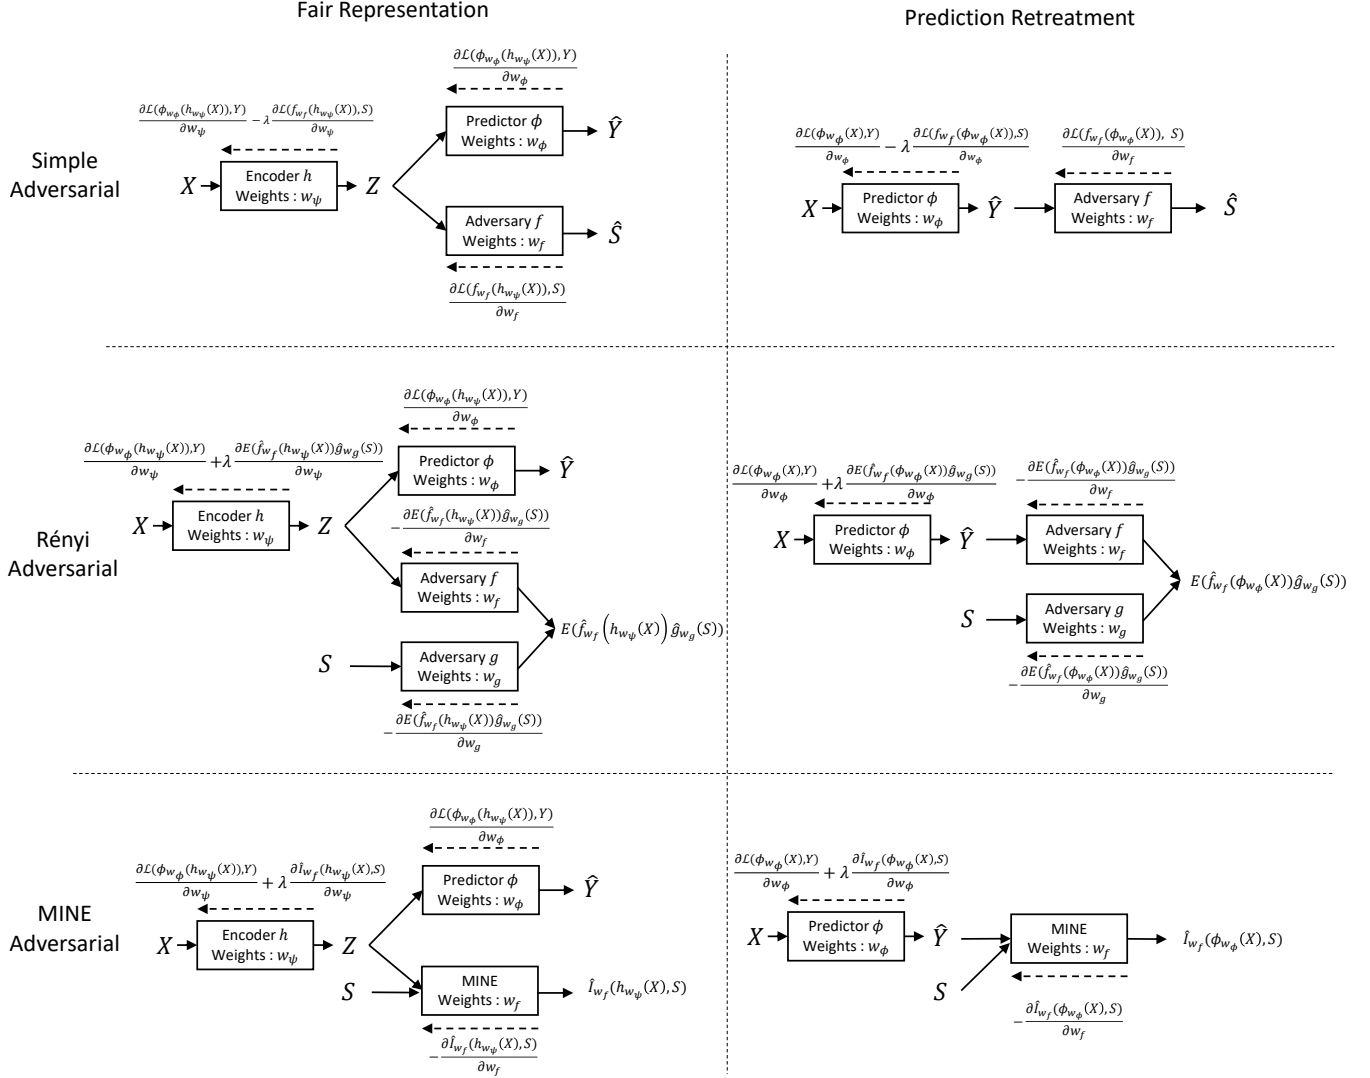 Fair Representation
Prediction Retreatment
Simple
Adversarial
∂ℒ(ϕ_{w_ϕ}(h_{w_ψ}(X)),Y)/∂w_ψ − λ ∂ℒ(f_{w_f}(h_{w_ψ}(X)),S)/∂w_ψ
X
Encoder h
Weights : w_ψ
Z
∂ℒ(ϕ_{w_ϕ}(h_{w_ψ}(X)),Y)/∂w_ϕ
Predictor ϕ
Weights : w_ϕ
Ŷ
Adversary f
Weights : w_f
Ŝ
∂ℒ(f_{w_f}(h_{w_ψ}(X)),S)/∂w_f
∂ℒ(ϕ_{w_ϕ}(X),Y)/∂w_ϕ − λ ∂ℒ(f_{w_f}(ϕ_{w_ϕ}(X)),S)/∂w_ϕ
X
Predictor ϕ
Weights : w_ϕ
Ŷ
∂ℒ(f_{w_f}(ϕ_{w_ϕ}(X)), S)/∂w_f
Adversary f
Weights : w_f
Ŝ
Rényi
Adversarial
∂ℒ(ϕ_{w_ϕ}(h_{w_ψ}(X)),Y)/∂w_ψ +λ ∂E(f̂_{w_f}(h_{w_ψ}(X))ĝ_{w_g}(S))/∂w_ψ
X
Encoder h
Weights : w_ψ
Z
∂ℒ(ϕ_{w_ϕ}(h_{w_ψ}(X)),Y)/∂w_ϕ
Predictor ϕ
Weights : w_ϕ
Ŷ
−∂E(f̂_{w_f}(h_{w_ψ}(X))ĝ_{w_g}(S))/∂w_f
Adversary f
Weights : w_f
E(f̂_{w_f}(h_{w_ψ}(X))ĝ_{w_g}(S))
S
Adversary g
Weights : w_g
−∂E(f̂_{w_f}(h_{w_ψ}(X))ĝ_{w_g}(S))/∂w_g
∂ℒ(ϕ_{w_ϕ}(X),Y)/∂w_ϕ +λ ∂E(f̂_{w_f}(ϕ_{w_ϕ}(X))ĝ_{w_g}(S))/∂w_ϕ
X
Predictor ϕ
Weights : w_ϕ
Ŷ
−∂E(f̂_{w_f}(ϕ_{w_ϕ}(X))ĝ_{w_g}(S))/∂w_f
Adversary f
Weights : w_f
E(f̂_{w_f}(ϕ_{w_ϕ}(X))ĝ_{w_g}(S))
S
Adversary g
Weights : w_g
−∂E(f̂_{w_f}(ϕ_{w_ϕ}(X))ĝ_{w_g}(S))/∂w_g
MINE
Adversarial
∂ℒ(ϕ_{w_ϕ}(h_{w_ψ}(X)),Y)/∂w_ψ + λ ∂Î_{w_f}(h_{w_ψ}(X),S)/∂w_ψ
X
Encoder h
Weights : w_ψ
Z
∂ℒ(ϕ_{w_ϕ}(h_{w_ψ}(X)),Y)/∂w_ϕ
Predictor ϕ
Weights : w_ϕ
Ŷ
S
MINE
Weights : w_f
Î_{w_f}(h_{w_ψ}(X), S)
−∂Î_{w_f}(h_{w_ψ}(X),S)/∂w_f
∂ℒ(ϕ_{w_ϕ}(X),Y)/∂w_ϕ + λ ∂Î_{w_f}(ϕ_{w_ϕ}(X),S)/∂w_ϕ
X
Predictor ϕ
Weights : w_ϕ
Ŷ
S
MINE
Weights : w_f
Î_{w_f}(ϕ_{w_ϕ}(X), S)
−∂Î_{w_f}(ϕ_{w_ϕ}(X),S)/∂w_f